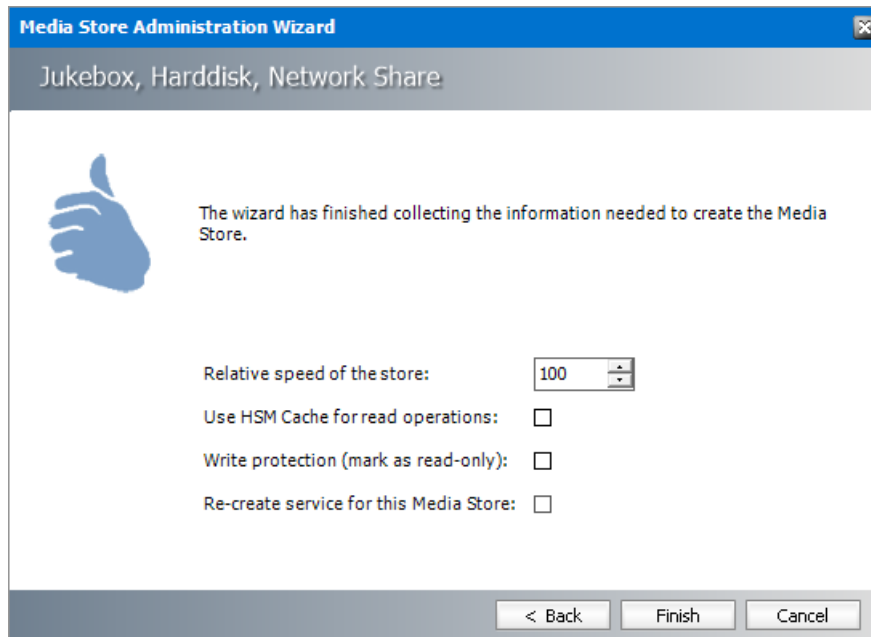 Media Store Administration Wizard
Jukebox, Harddisk, Network Share
The wizard has finished collecting the information needed to create the Media
Store.
Relative speed of the store: 100
Use HSM Cache for read operations:
Write protection (mark as read-only):
Re-create service for this Media Store:
< Back Finish Cancel